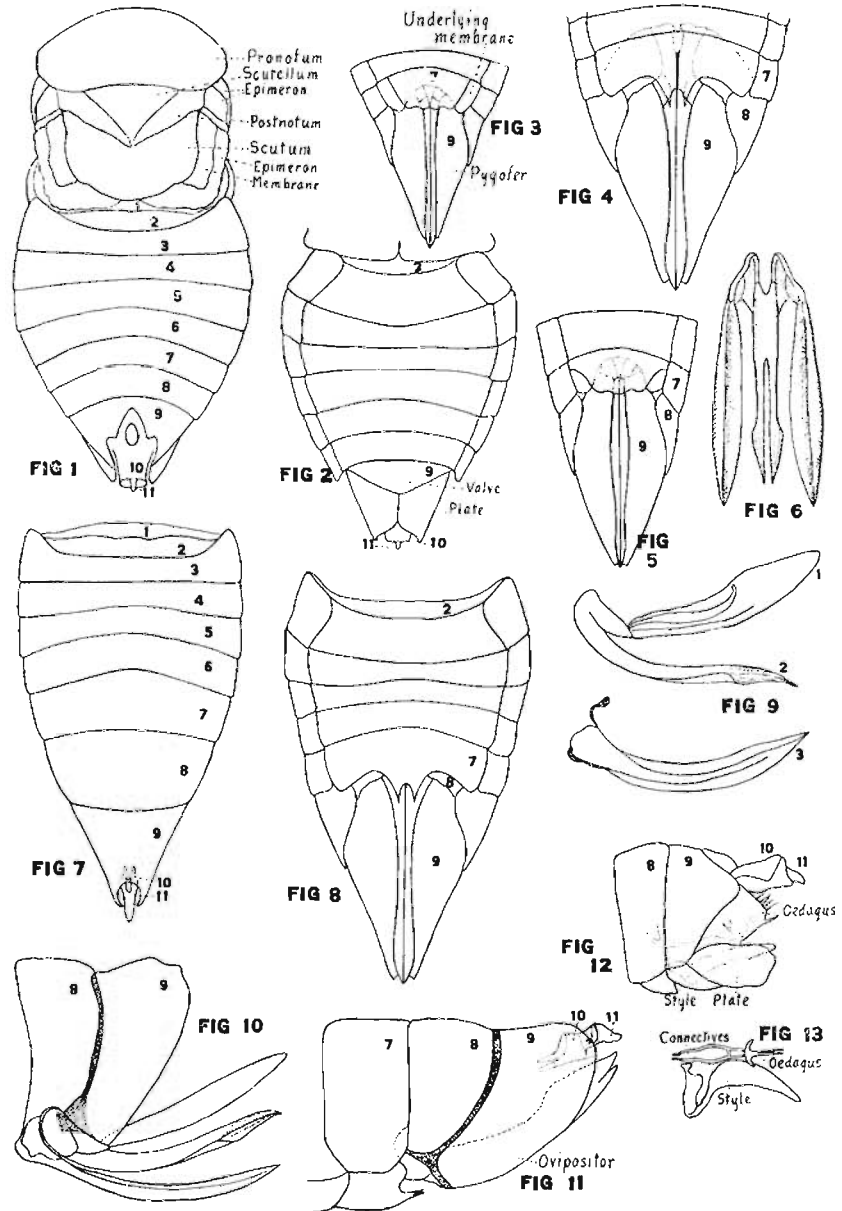 Pronotum
Scutellum
Epimeron
Postnotum
Scutum
Epimeron
Membrane
1
2
3
4
5
6
7
8
9
10
11
FIG 1
Underlying
membrane
7
9
FIG 3
Pygofer
7
8
9
FIG 4
2
9
Valve
Plate
11
10
FIG 2
7
8
9
FIG
5
FIG 6
1
2
3
4
5
6
7
8
9
10
11
FIG 7
2
7
8
9
FIG 8
1
2
FIG 9
3
8
9
FIG 10
7
8
9
10
11
Ovipositor
FIG 11
8
9
10
11
Oedagus
FIG
12
Style Plate
Connectives
FIG 13
Oedagus
Style